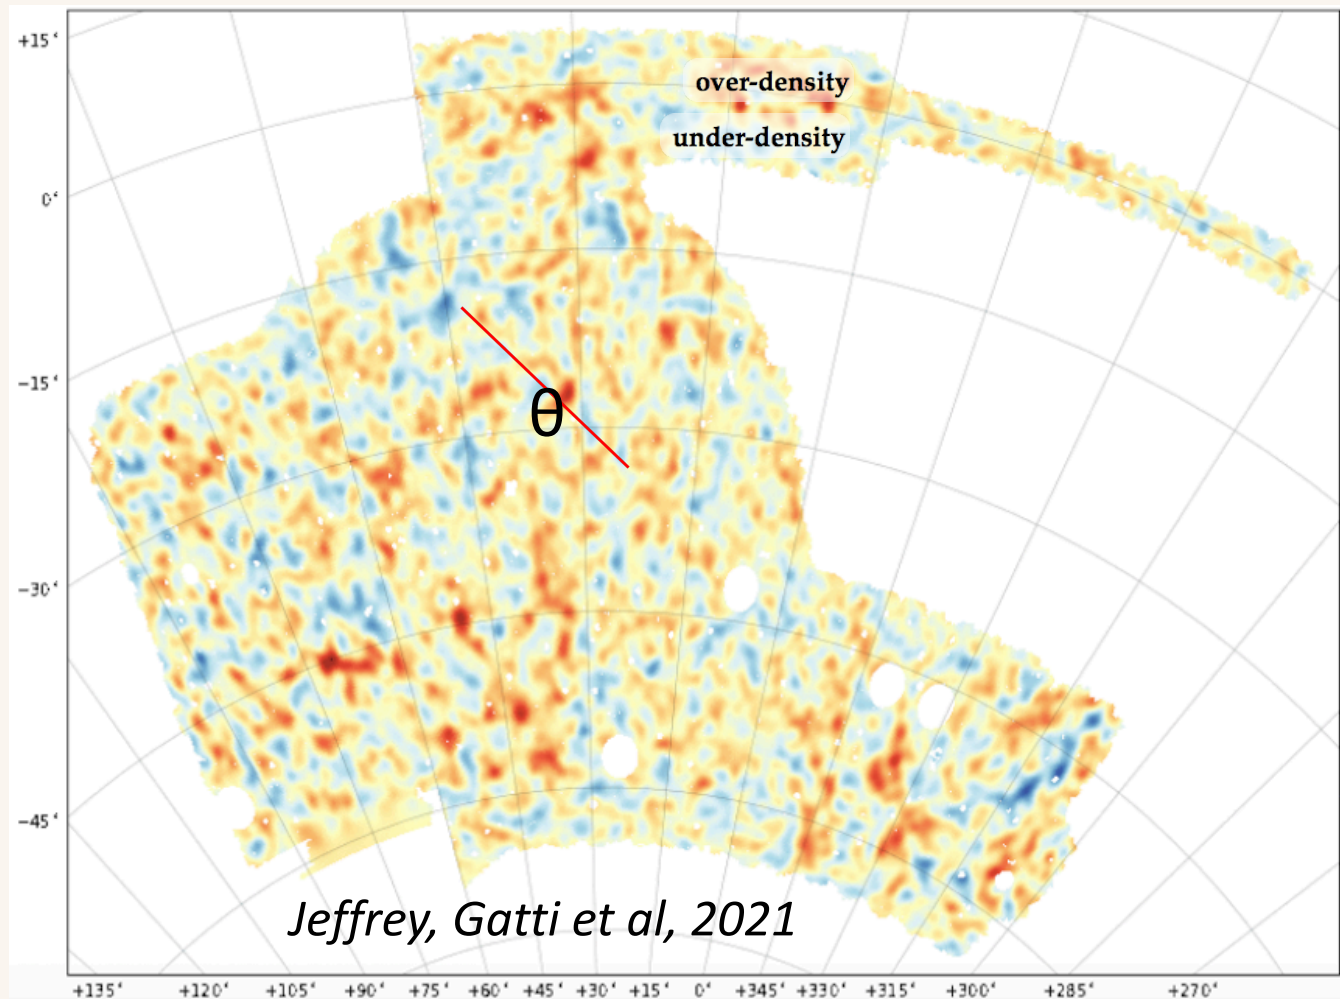 +15‘
over-density
under-density
0‘
−15‘
θ
−30‘
−45‘
Jeffrey, Gatti et al, 2021
+135‘ +120‘ +105‘ +90‘ +75‘ +60‘ +45‘ +30‘ +15‘ 0‘ +345‘ +330‘ +315‘ +300‘ +285‘ +270‘